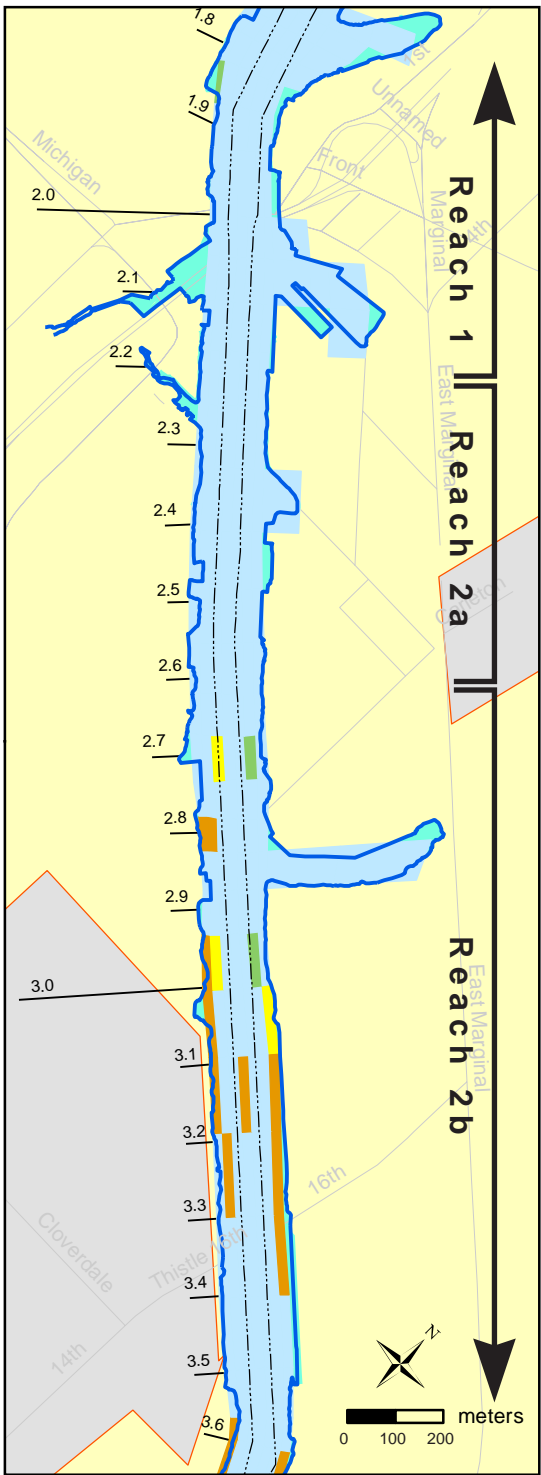 1.8
1st
1.9
Unnamed
Michigan
Front
2.0
Marginal
4th
Reach 1
2.1
2.2
East Marginal
2.3
Reach 2a
2.4
2.5
Carleton
2.6
2.7
2.8
2.9
Reach 2b
East Marginal
3.0
3.1
3.2
16th
3.3
Cloverdale
Thistle 16th
3.4
14th
3.5
N
3.6
meters
0 100 200